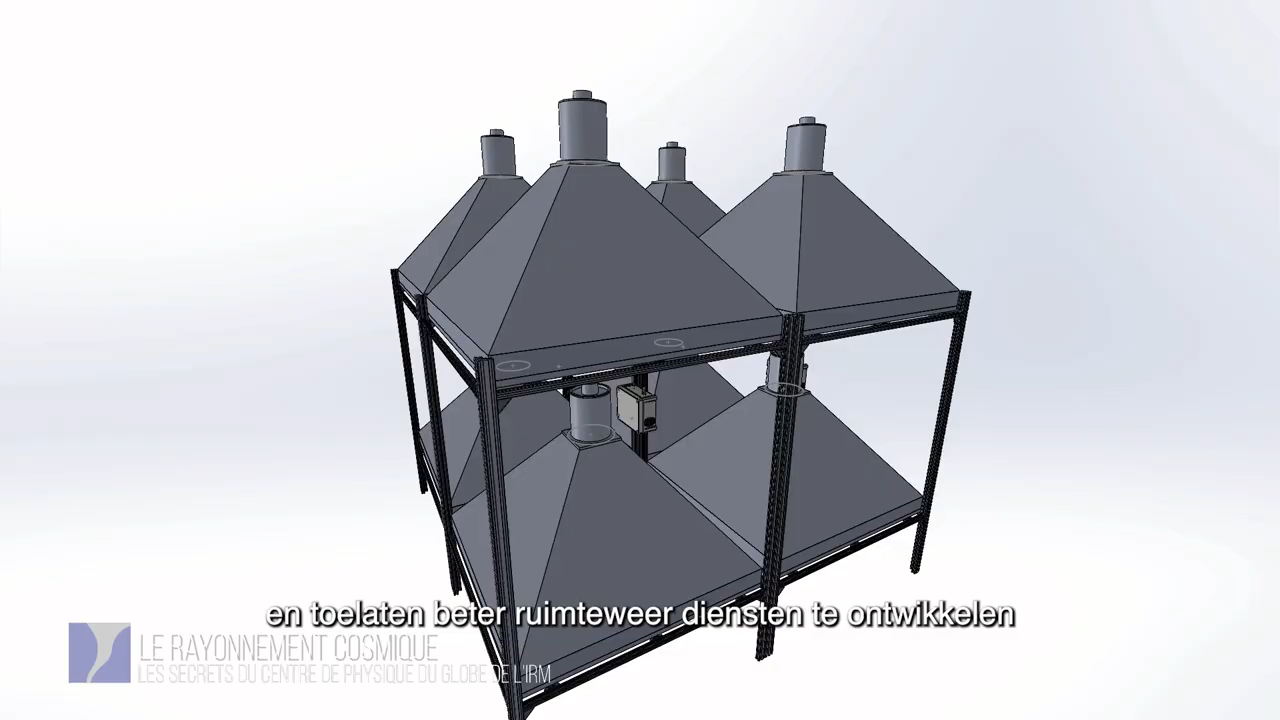 en toelaten beter ruimteweer diensten te ontwikkelen
LE RAYONNEMENT COSMIQUE
LES SECRETS DU CENTRE DE PHYSIQUE DU GLOBE DE L'IRM